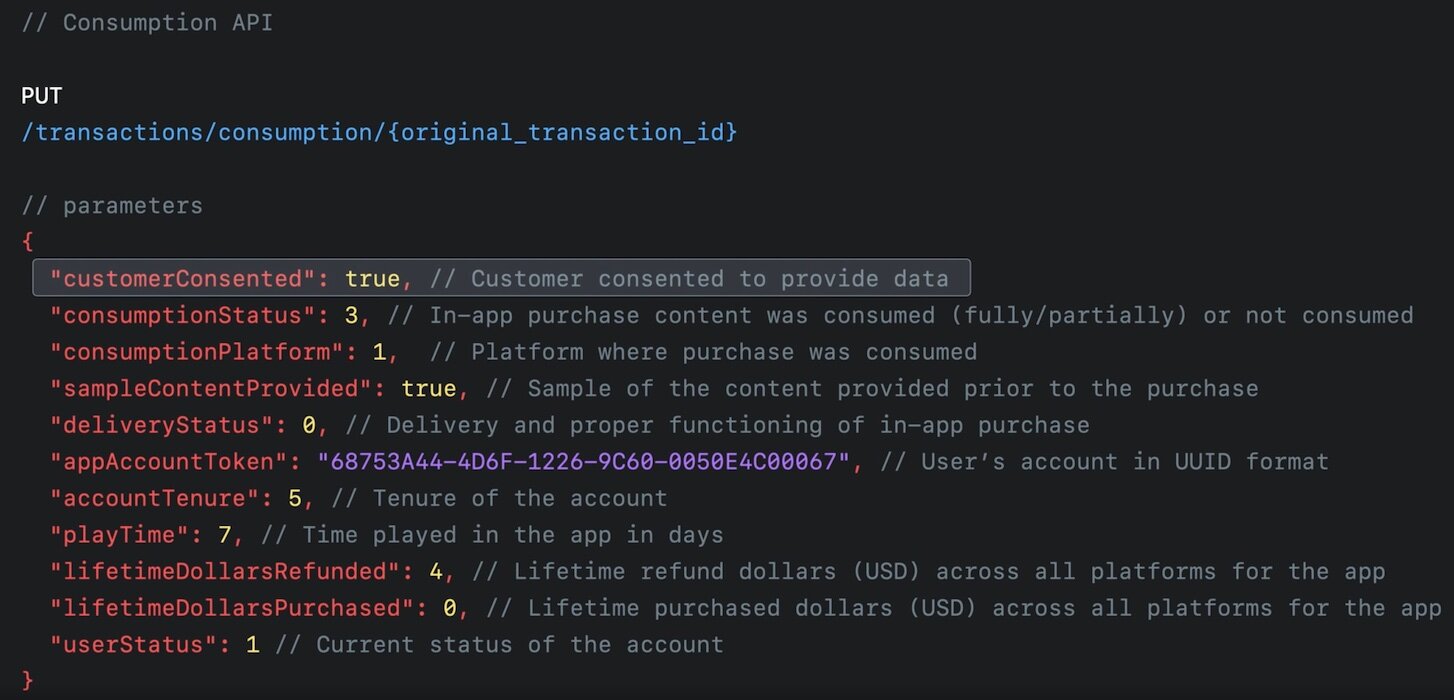 // Consumption API
PUT
/transactions/consumption/{original_transaction_id}
// parameters
{
"customerConsented": true, // Customer consented to provide data
"consumptionStatus": 3, // In-app purchase content was consumed (fully/partially) or not consumed
"consumptionPlatform": 1, // Platform where purchase was consumed
"sampleContentProvided": true, // Sample of the content provided prior to the purchase
"deliveryStatus": 0, // Delivery and proper functioning of in-app purchase
"appAccountToken": "68753A44-4D6F-1226-9C60-0050E4C00067", // User’s account in UUID format
"accountTenure": 5, // Tenure of the account
"playTime": 7, // Time played in the app in days
"lifetimeDollarsRefunded": 4, // Lifetime refund dollars (USD) across all platforms for the app
"lifetimeDollarsPurchased": 0, // Lifetime purchased dollars (USD) across all platforms for the app
"userStatus": 1 // Current status of the account
}